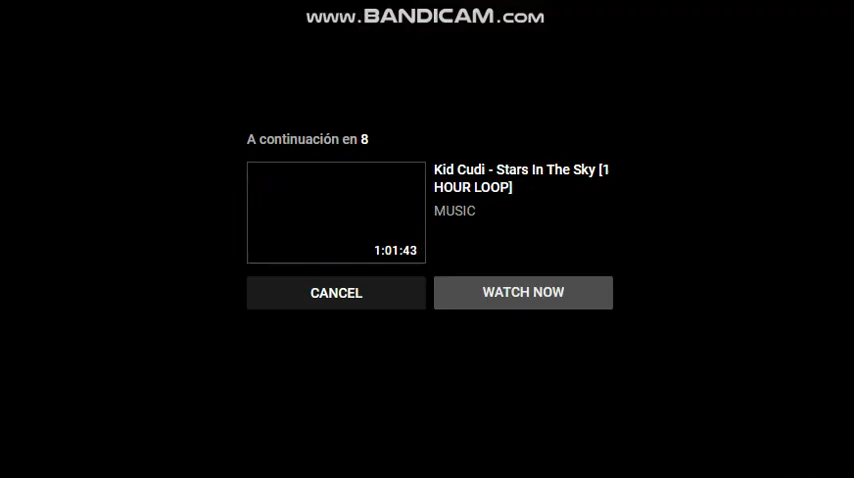 www.BANDICAM.com
A continuación en 8
Kid Cudi - Stars In The Sky [1
HOUR LOOP]
MUSIC
1:01:43
CANCEL
WATCH NOW